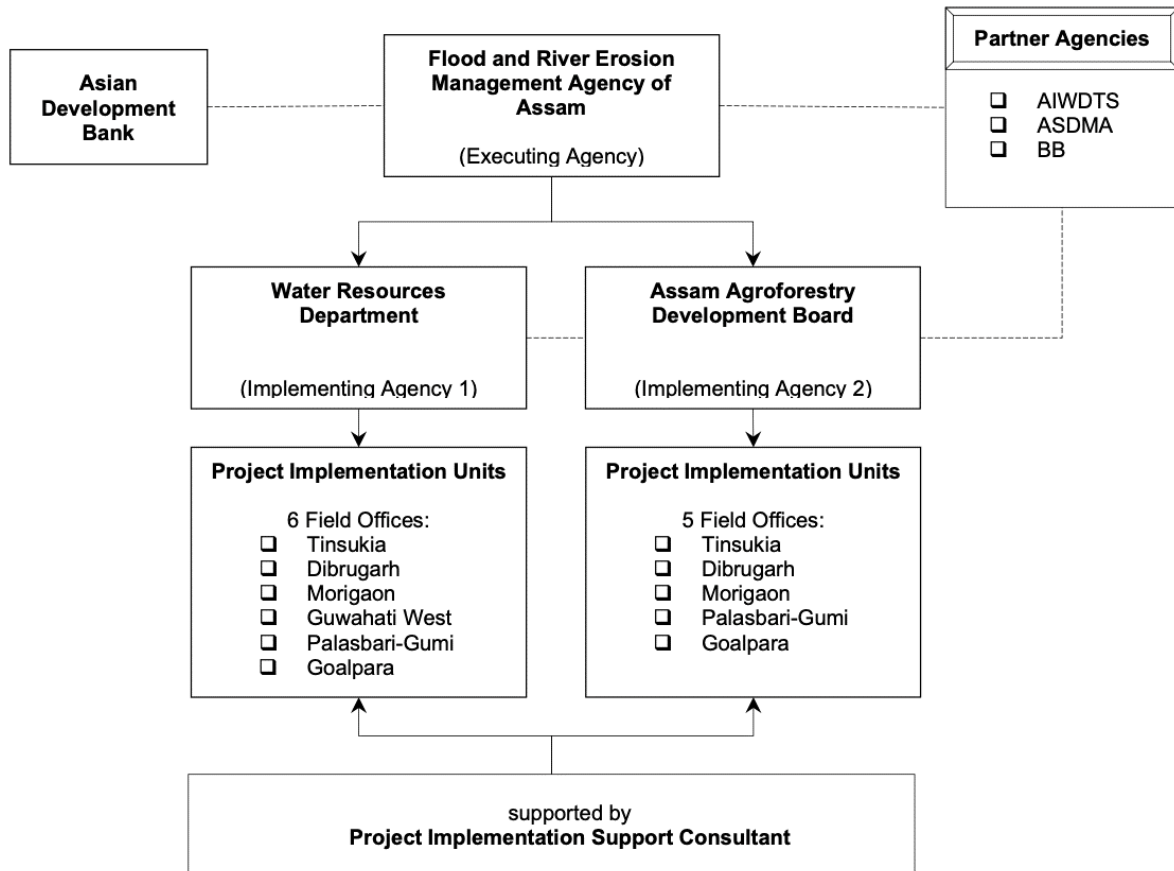 Asian
Development
Bank
Flood and River Erosion
Management Agency of
Assam
(Executing Agency)
Partner Agencies
❑ AIWDTS
❑ ASDMA
❑ BB
Water Resources
Department
(Implementing Agency 1)
Assam Agroforestry
Development Board
(Implementing Agency 2)
Project Implementation Units
6 Field Offices:
❑ Tinsukia
❑ Dibrugarh
❑ Morigaon
❑ Guwahati West
❑ Palasbari-Gumi
❑ Goalpara
Project Implementation Units
5 Field Offices:
❑ Tinsukia
❑ Dibrugarh
❑ Morigaon
❑ Palasbari-Gumi
❑ Goalpara
supported by
Project Implementation Support Consultant